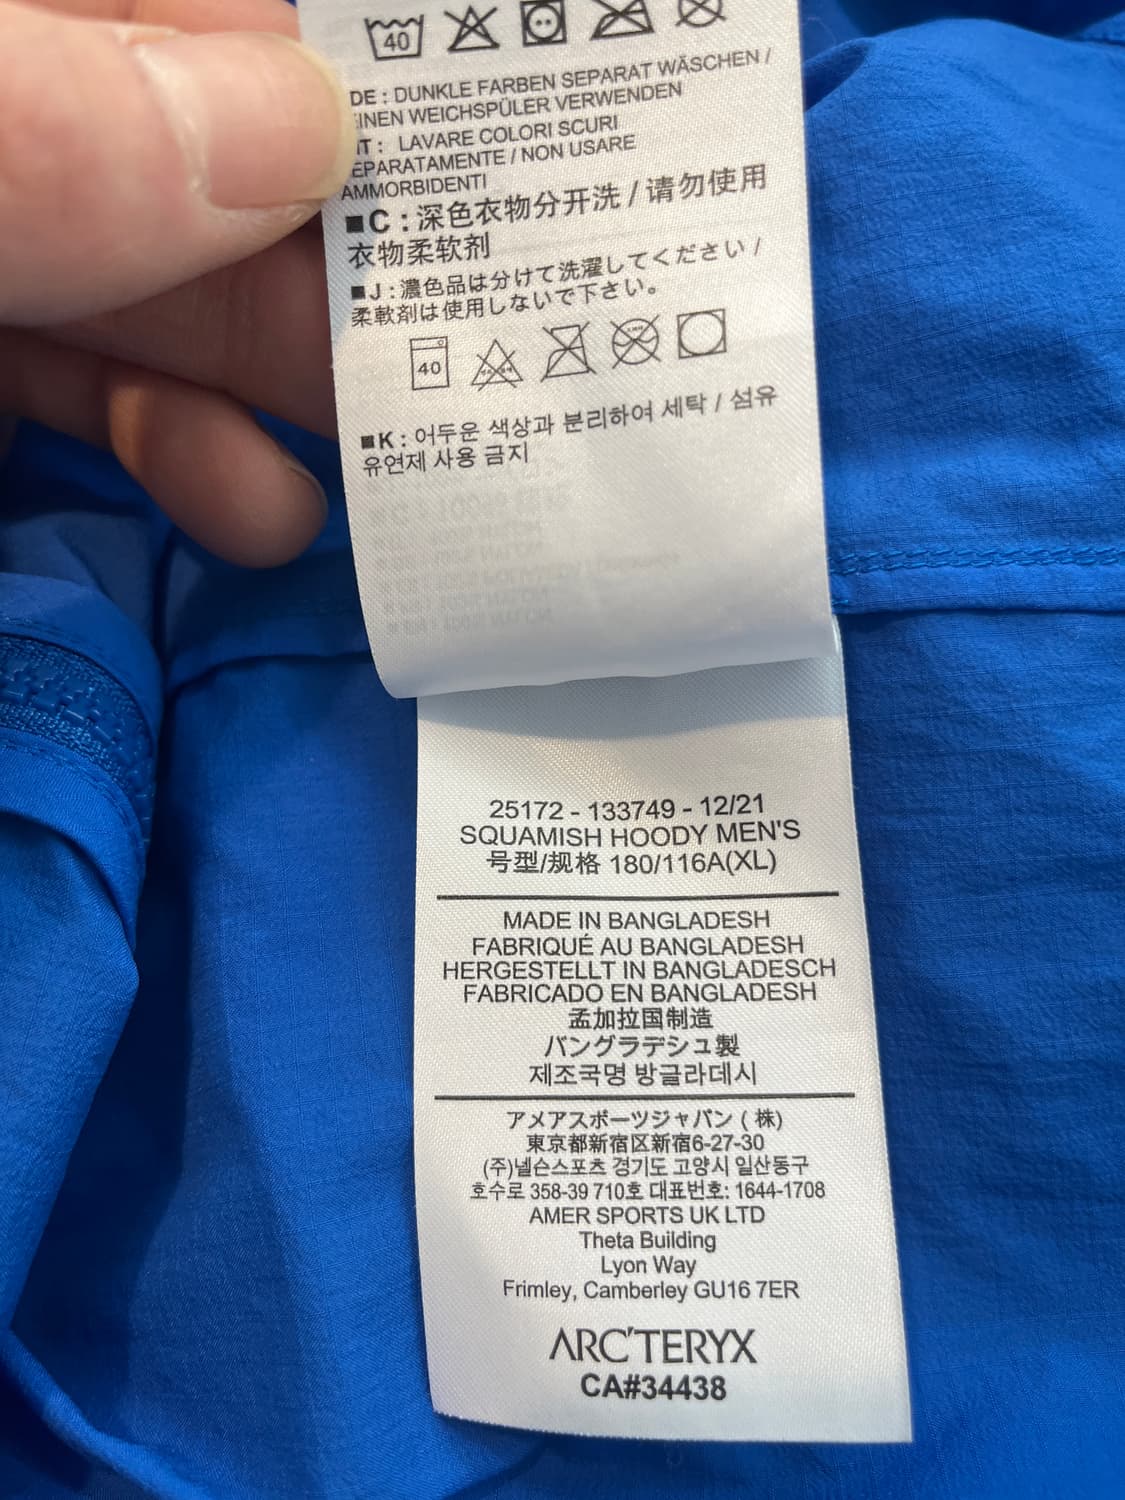 40
DE : DUNKLE FARBEN SEPARAT WÄSCHEN /
EINEN WEICHSPÜLER VERWENDEN
IT : LAVARE COLORI SCURI
EPARATAMENTE / NON USARE
AMMORBIDENTI
■C : 深色衣物分开洗 / 请勿使用
衣物柔软剂
■J : 濃色品は分けて洗濯してください /
柔軟剤は使用しないで下さい。
40
■K : 어두운 색상과 분리하여 세탁 / 섬유
유연제 사용 금지
25172 - 133749 - 12/21
SQUAMISH HOODY MEN'S
号型/规格 180/116A(XL)
MADE IN BANGLADESH
FABRIQUÉ AU BANGLADESH
HERGESTELLT IN BANGLADESCH
FABRICADO EN BANGLADESH
孟加拉国制造
バングラデシュ製
제조국명 방글라데시
アメアスポーツジャパン ( 株)
東京都新宿区新宿6-27-30
(주)넬슨스포츠 경기도 고양시 일산동구
호수로 358-39 710호 대표번호: 1644-1708
AMER SPORTS UK LTD
Theta Building
Lyon Way
Frimley, Camberley GU16 7ER
ARC'TERYX
CA#34438